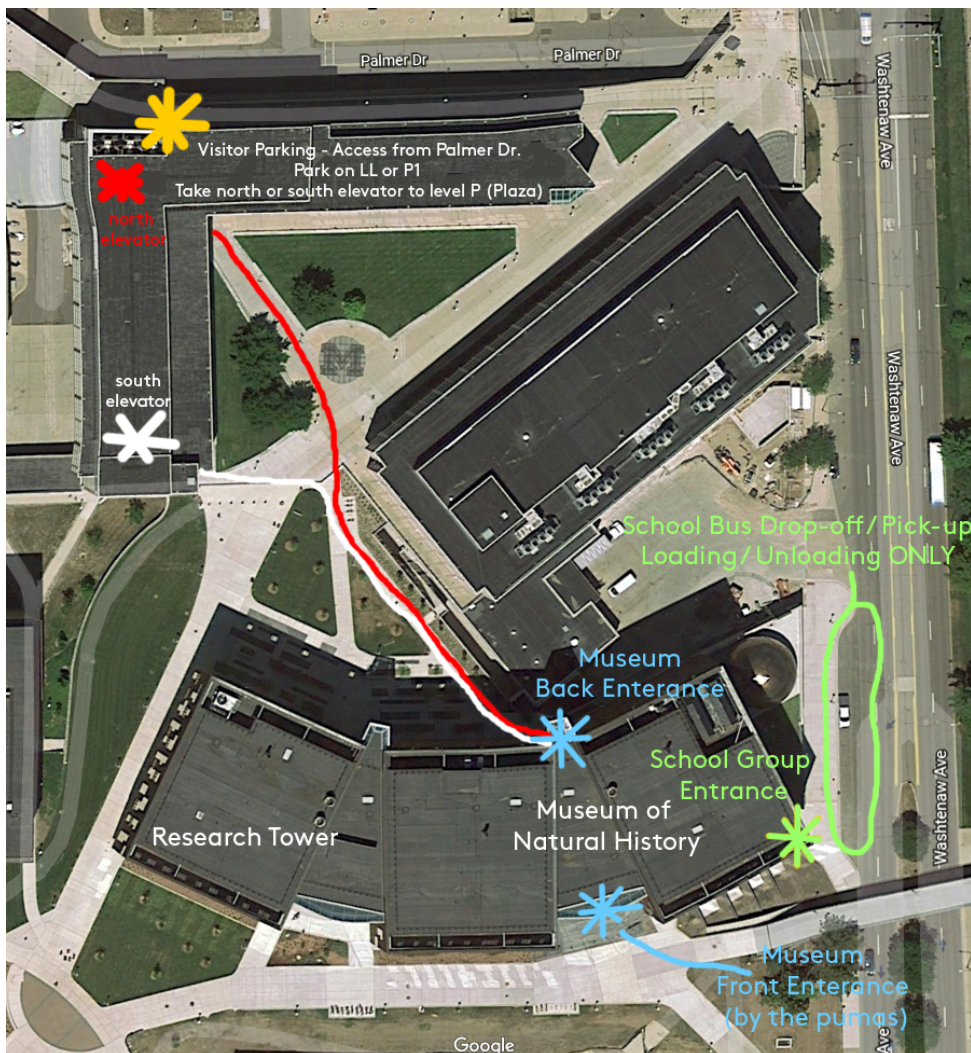 Palmer Dr
Palmer Dr
Washtenaw Ave
Visitor Parking - Access from Palmer Dr.
Park on LL or P1
Take north or south elevator to level P (Plaza)
north
elevator
south
elevator
Washtenaw Ave
School Bus Drop-off/Pick-up
Loading/Unloading ONLY
Museum
Back Enterance
School Group
Entrance
Washtenaw Ave
Museum of
Natural History
Research Tower
Museum
Front Enterance
(by the pumas)
Ave
Google